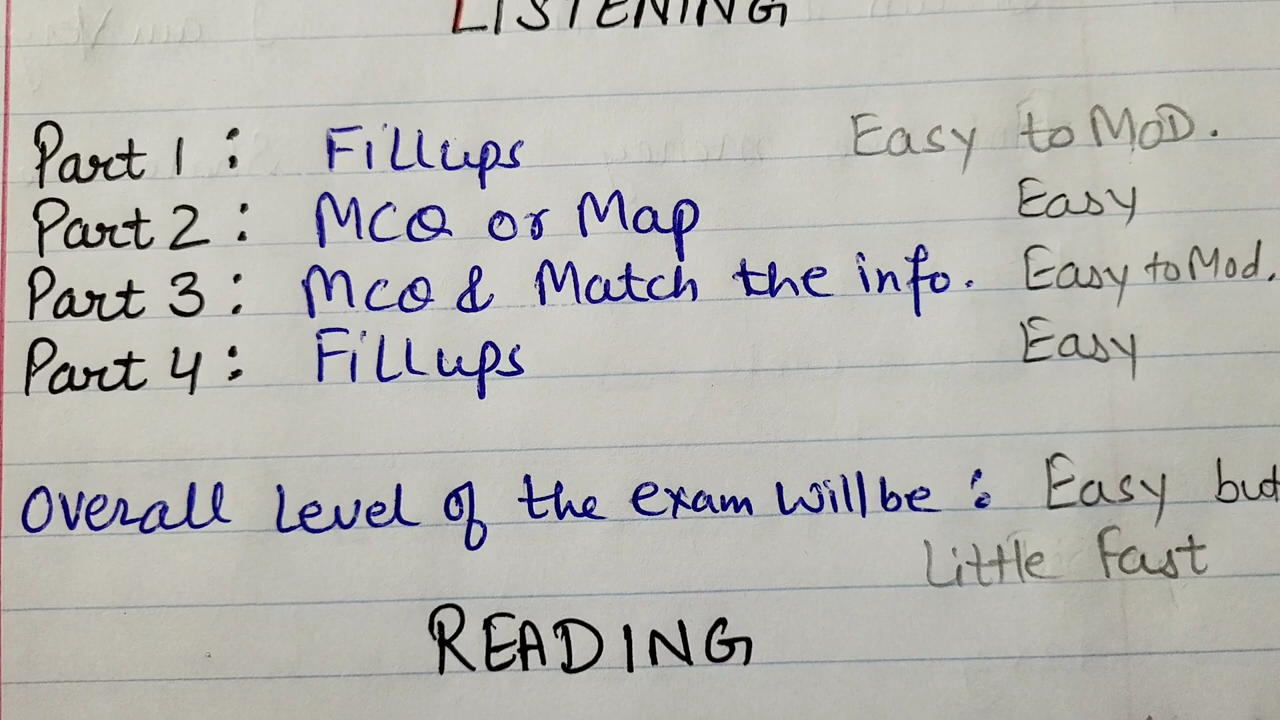 LISTENING
Part 1 : Fillups Easy to MOD.
Part 2 : MCQ or Map Easy
Part 3 : MCQ & Match the info. Easy to Mod.
Part 4 : Fillups Easy
Overall level of the exam will be : Easy but
Little fast
READING